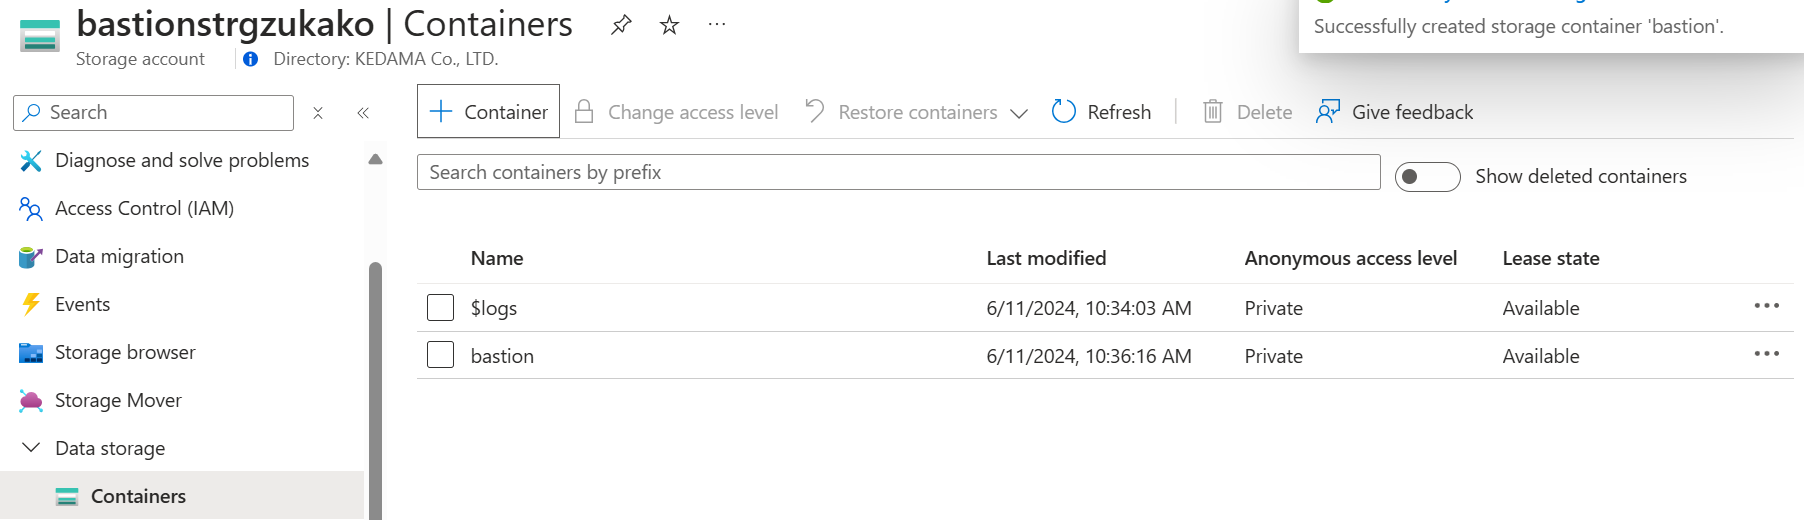 bastionstrgzukako | Containers
Storage account
Directory: KEDAMA Co., LTD.
Successfully created storage container 'bastion'.
Search
Container
Change access level
Restore containers
Refresh
Delete
Give feedback
Search containers by prefix
Show deleted containers
Diagnose and solve problems
Access Control (IAM)
Data migration
Events
Storage browser
Storage Mover
Data storage
Containers
Name Last modified Anonymous access level Lease state
$logs 6/11/2024, 10:34:03 AM Private Available
bastion 6/11/2024, 10:36:16 AM Private Available